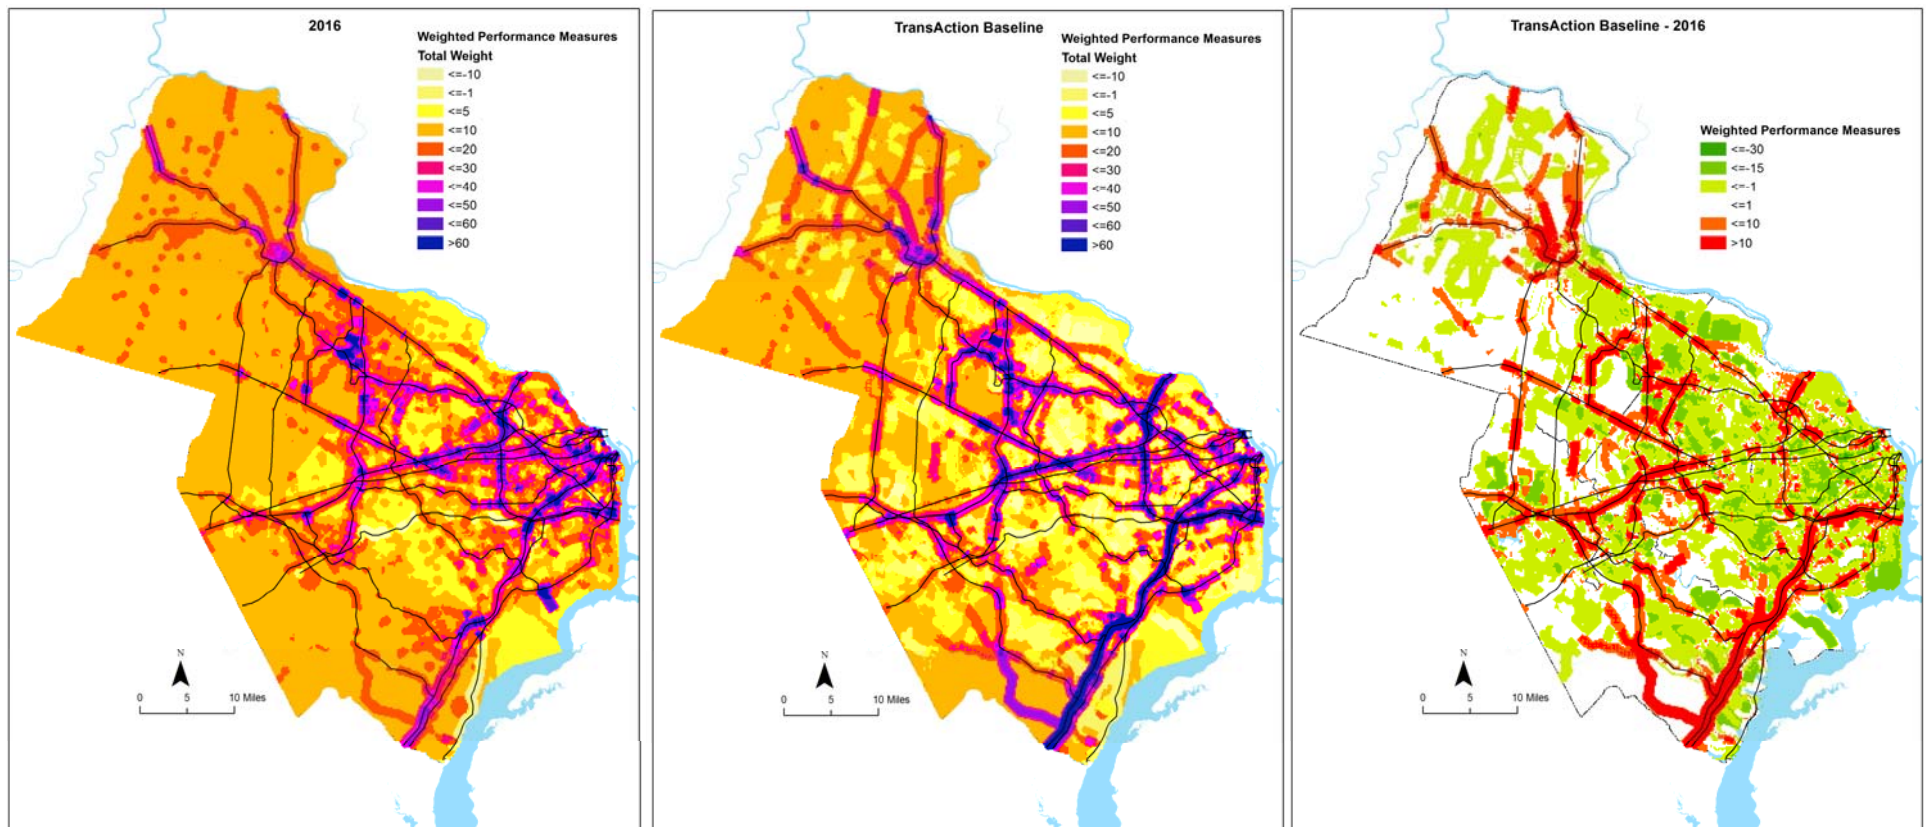 2016
Weighted Performance Measures
Total Weight
<=-10
<=-1
<=5
<=10
<=20
<=30
<=40
<=50
<=60
>60
N
0 5 10 Miles
TransAction Baseline
Weighted Performance Measures
Total Weight
<=-10
<=-1
<=5
<=10
<=20
<=30
<=40
<=50
<=60
>60
N
0 5 10 Miles
TransAction Baseline - 2016
Weighted Performance Measures
<=-30
<=-15
<=-1
<=1
<=10
>10
N
0 5 10 Miles